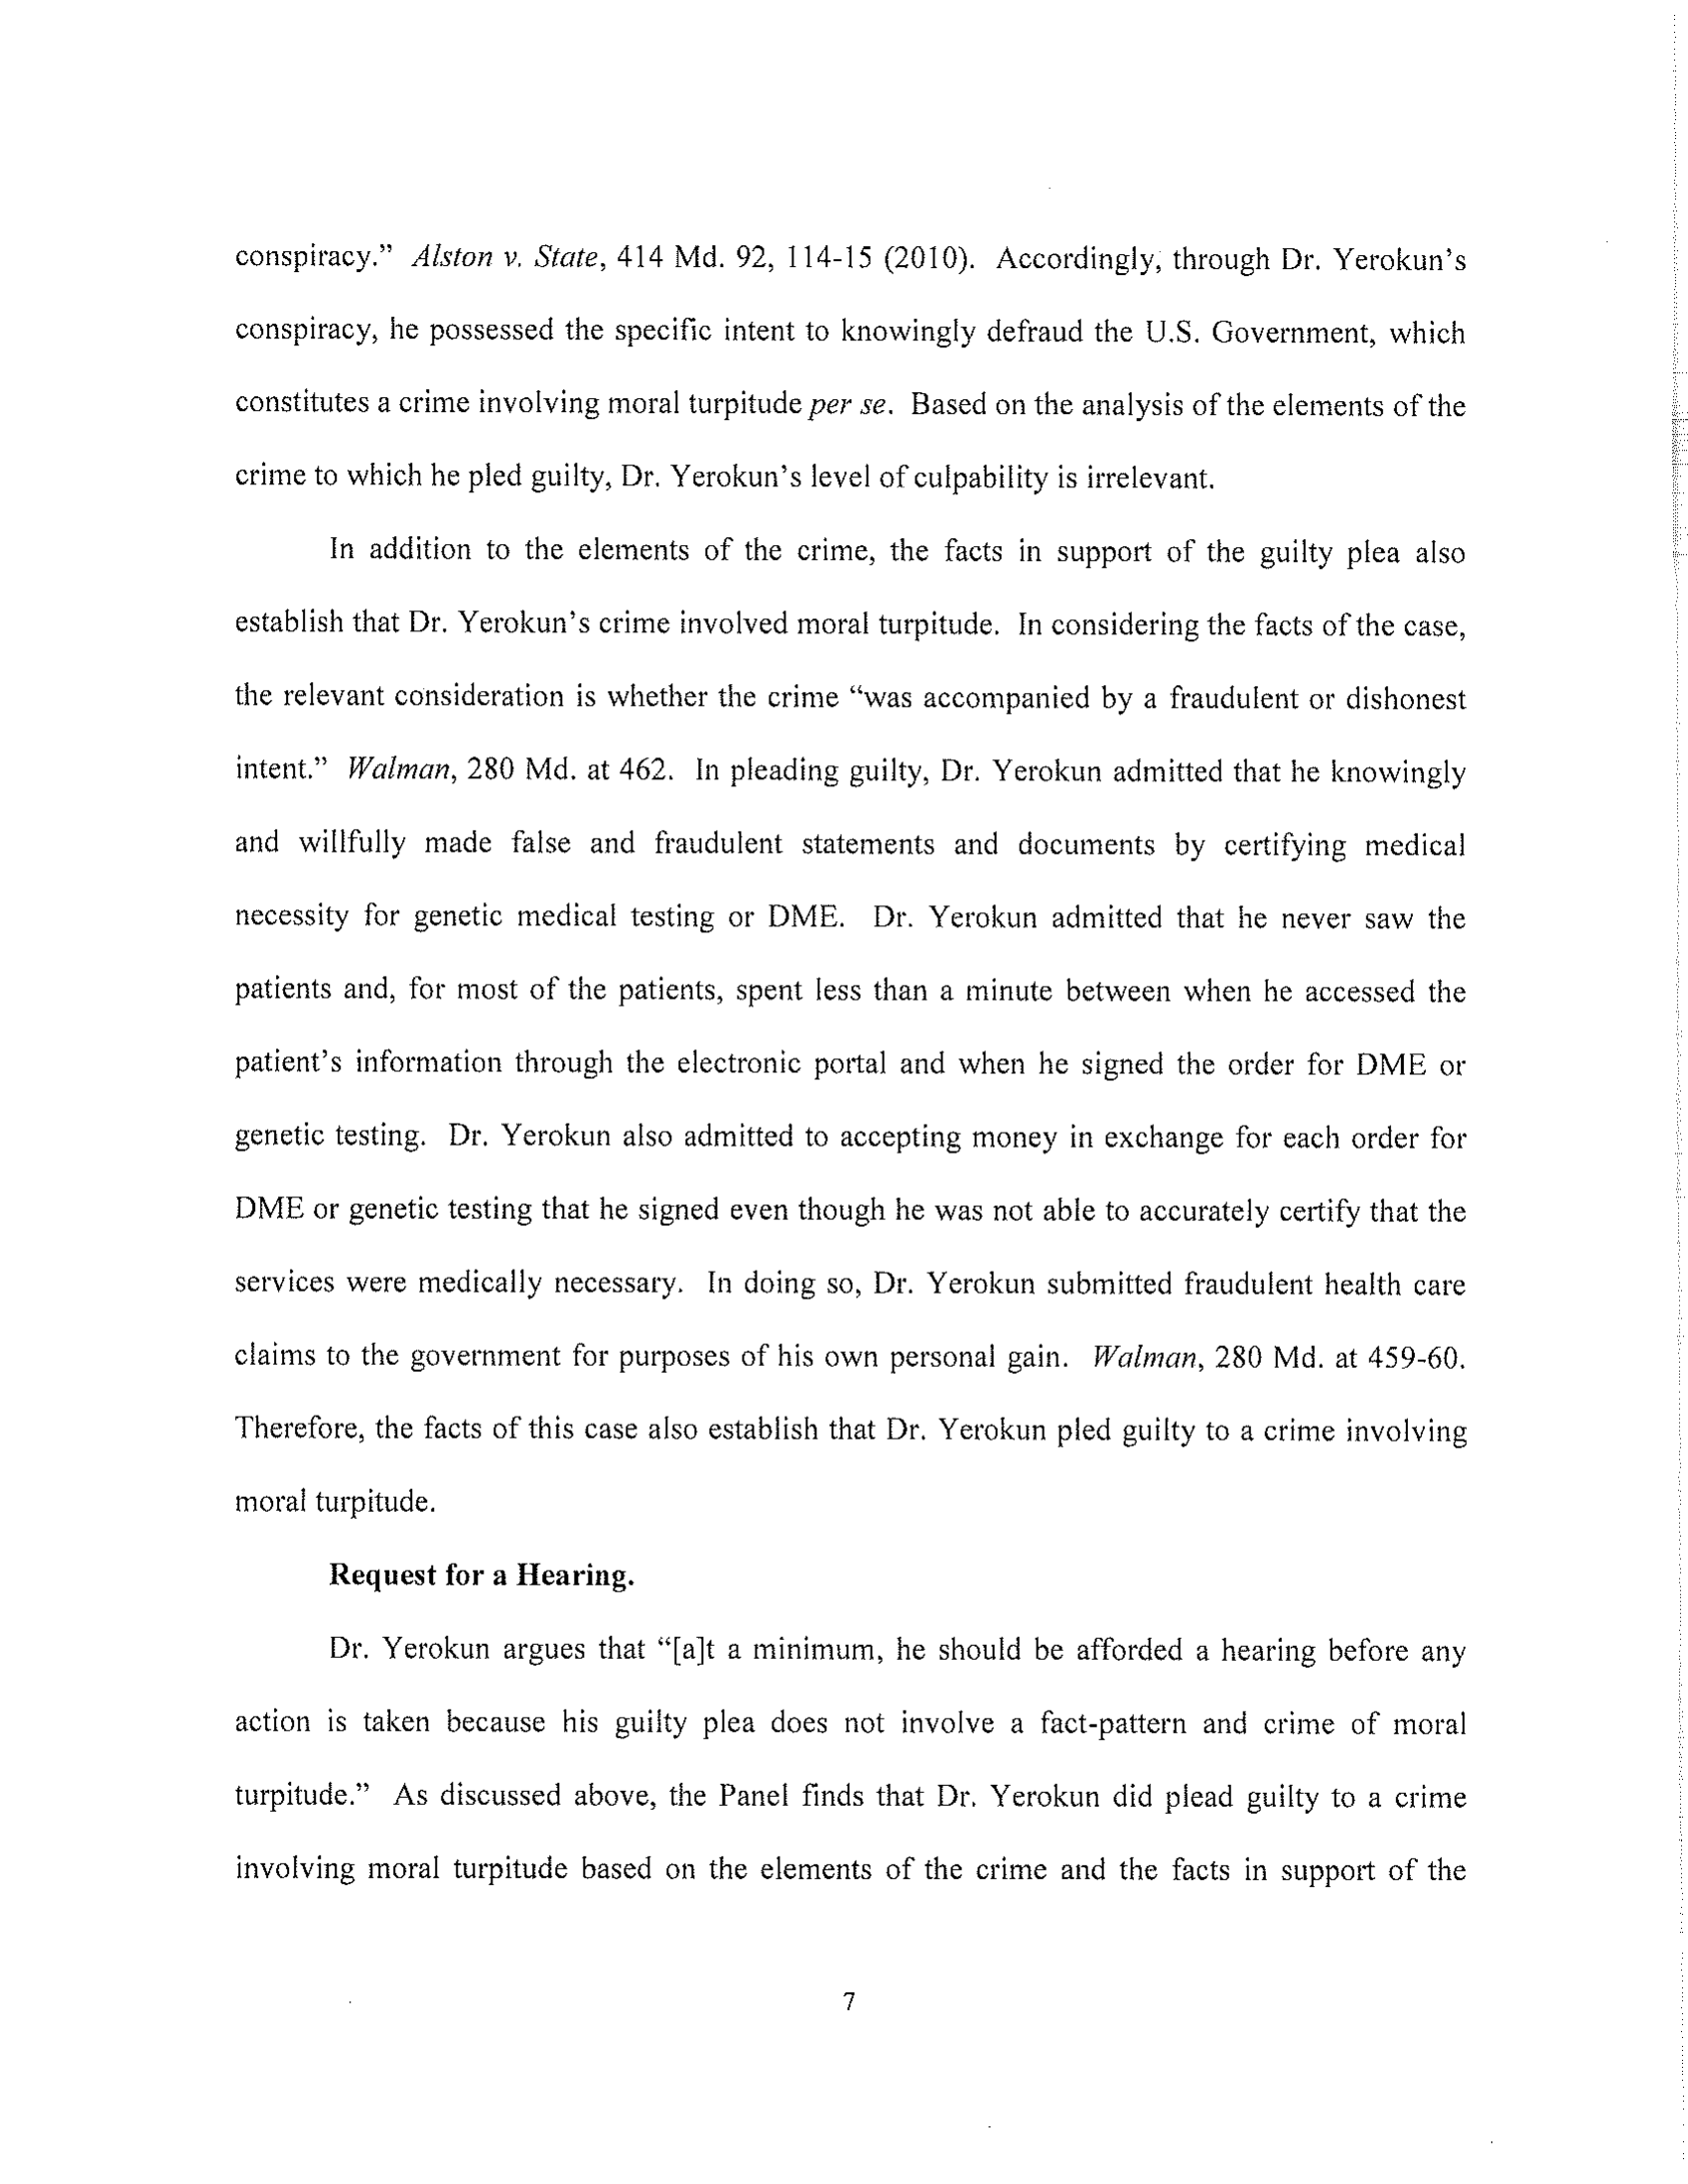 conspiracy.” Alston v. State, 414 Md. 92, 114-15 (2010). Accordingly, through Dr. Yerokun’s
conspiracy, he possessed the specific intent to knowingly defraud the U.S. Government, which
constitutes a crime involving moral turpitude per se. Based on the analysis of the elements of the
crime to which he pled guilty, Dr. Yerokun’s level of culpability is irrelevant.
In addition to the elements of the crime, the facts in support of the guilty plea also
establish that Dr. Yerokun’s crime involved moral turpitude. In considering the facts of the case,
the relevant consideration is whether the crime “was accompanied by a fraudulent or dishonest
intent.” Walman, 280 Md. at 462. In pleading guilty, Dr. Yerokun admitted that he knowingly
and willfully made false and fraudulent statements and documents by certifying medical
necessity for genetic medical testing or DME. Dr. Yerokun admitted that he never saw the
patients and, for most of the patients, spent less than a minute between when he accessed the
patient’s information through the electronic portal and when he signed the order for DME or
genetic testing. Dr. Yerokun also admitted to accepting money in exchange for each order for
DME or genetic testing that he signed even though he was not able to accurately certify that the
services were medically necessary. In doing so, Dr. Yerokun submitted fraudulent health care
claims to the government for purposes of his own personal gain. Walman, 280 Md. at 459-60.
Therefore, the facts of this case also establish that Dr. Yerokun pled guilty to a crime involving
moral turpitude.
Request for a Hearing.
Dr. Yerokun argues that “[a]t a minimum, he should be afforded a hearing before any
action is taken because his guilty plea does not involve a fact-pattern and crime of moral
turpitude.” As discussed above, the Panel finds that Dr. Yerokun did plead guilty to a crime
involving moral turpitude based on the elements of the crime and the facts in support of the
7